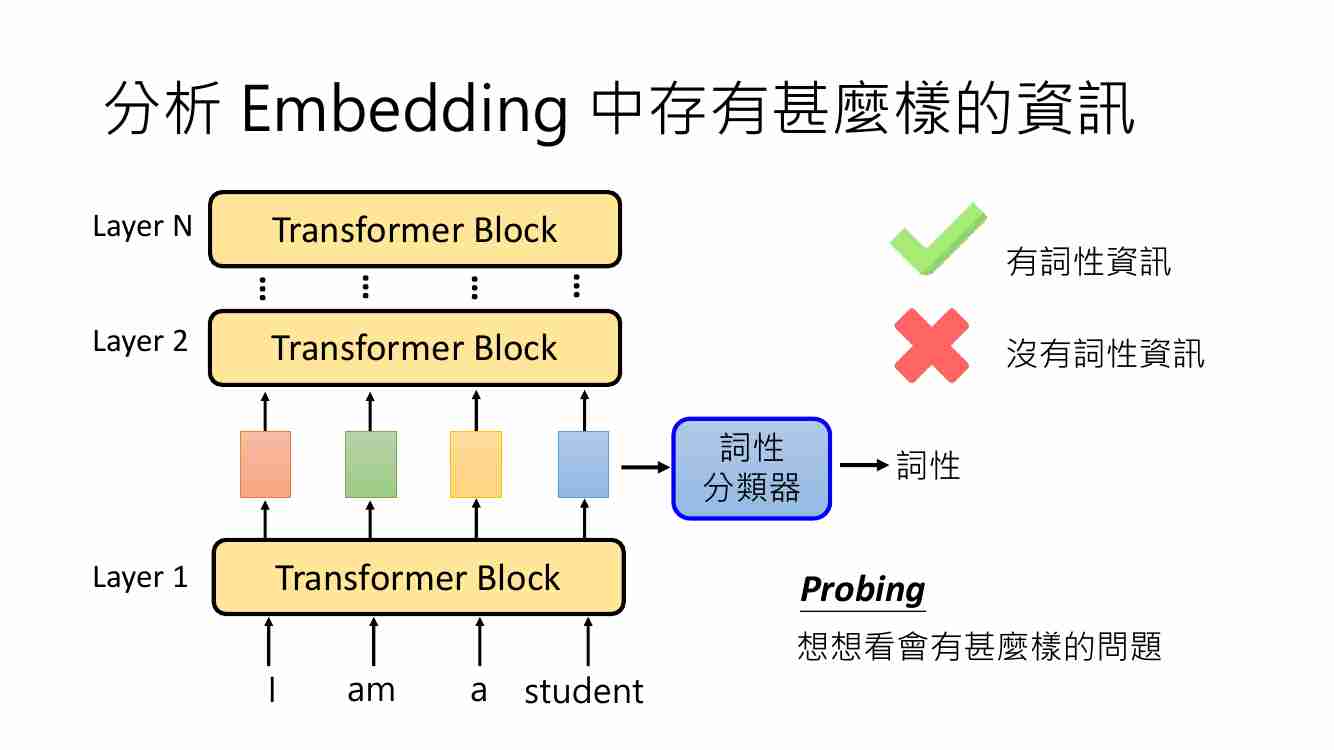 分析 Embedding 中存有甚麼樣的資訊
Layer N
Transformer Block
有詞性資訊
Layer 2
Transformer Block
沒有詞性資訊
詞性
分類器
詞性
Layer 1
Transformer Block
Probing
想想看會有甚麼樣的問題
I am a student